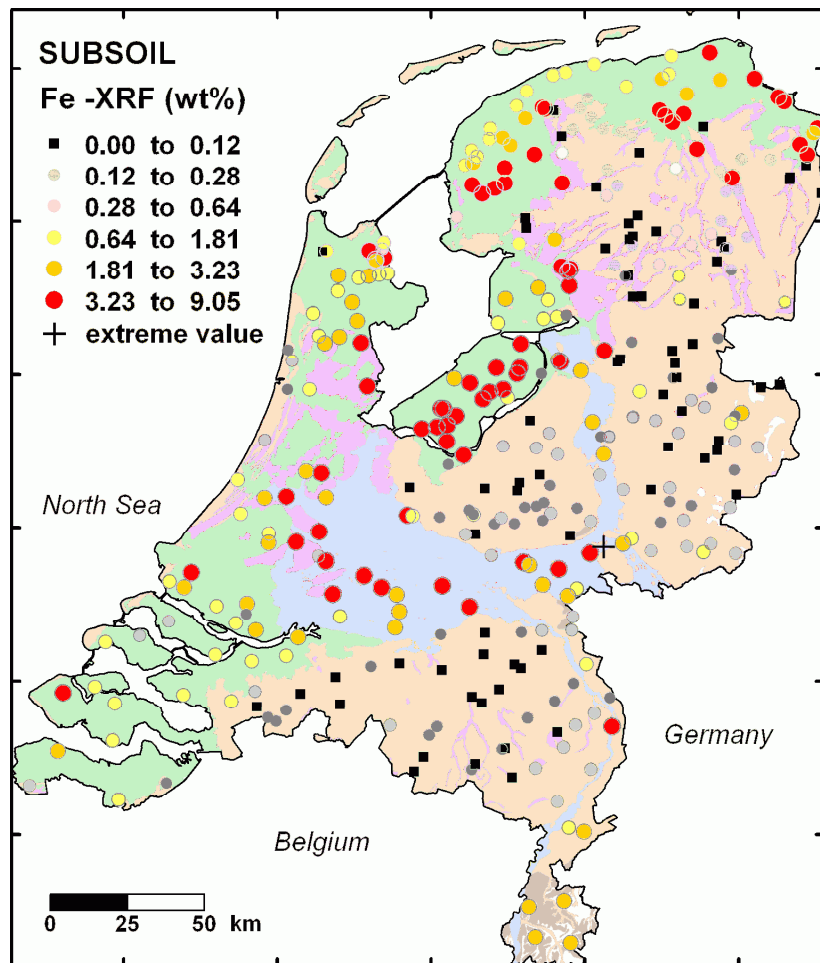 SUBSOIL
Fe -XRF (wt%)
0.00 to 0.12
0.12 to 0.28
0.28 to 0.64
0.64 to 1.81
1.81 to 3.23
3.23 to 9.05
extreme value
North Sea
Germany
Belgium
0 25 50 km